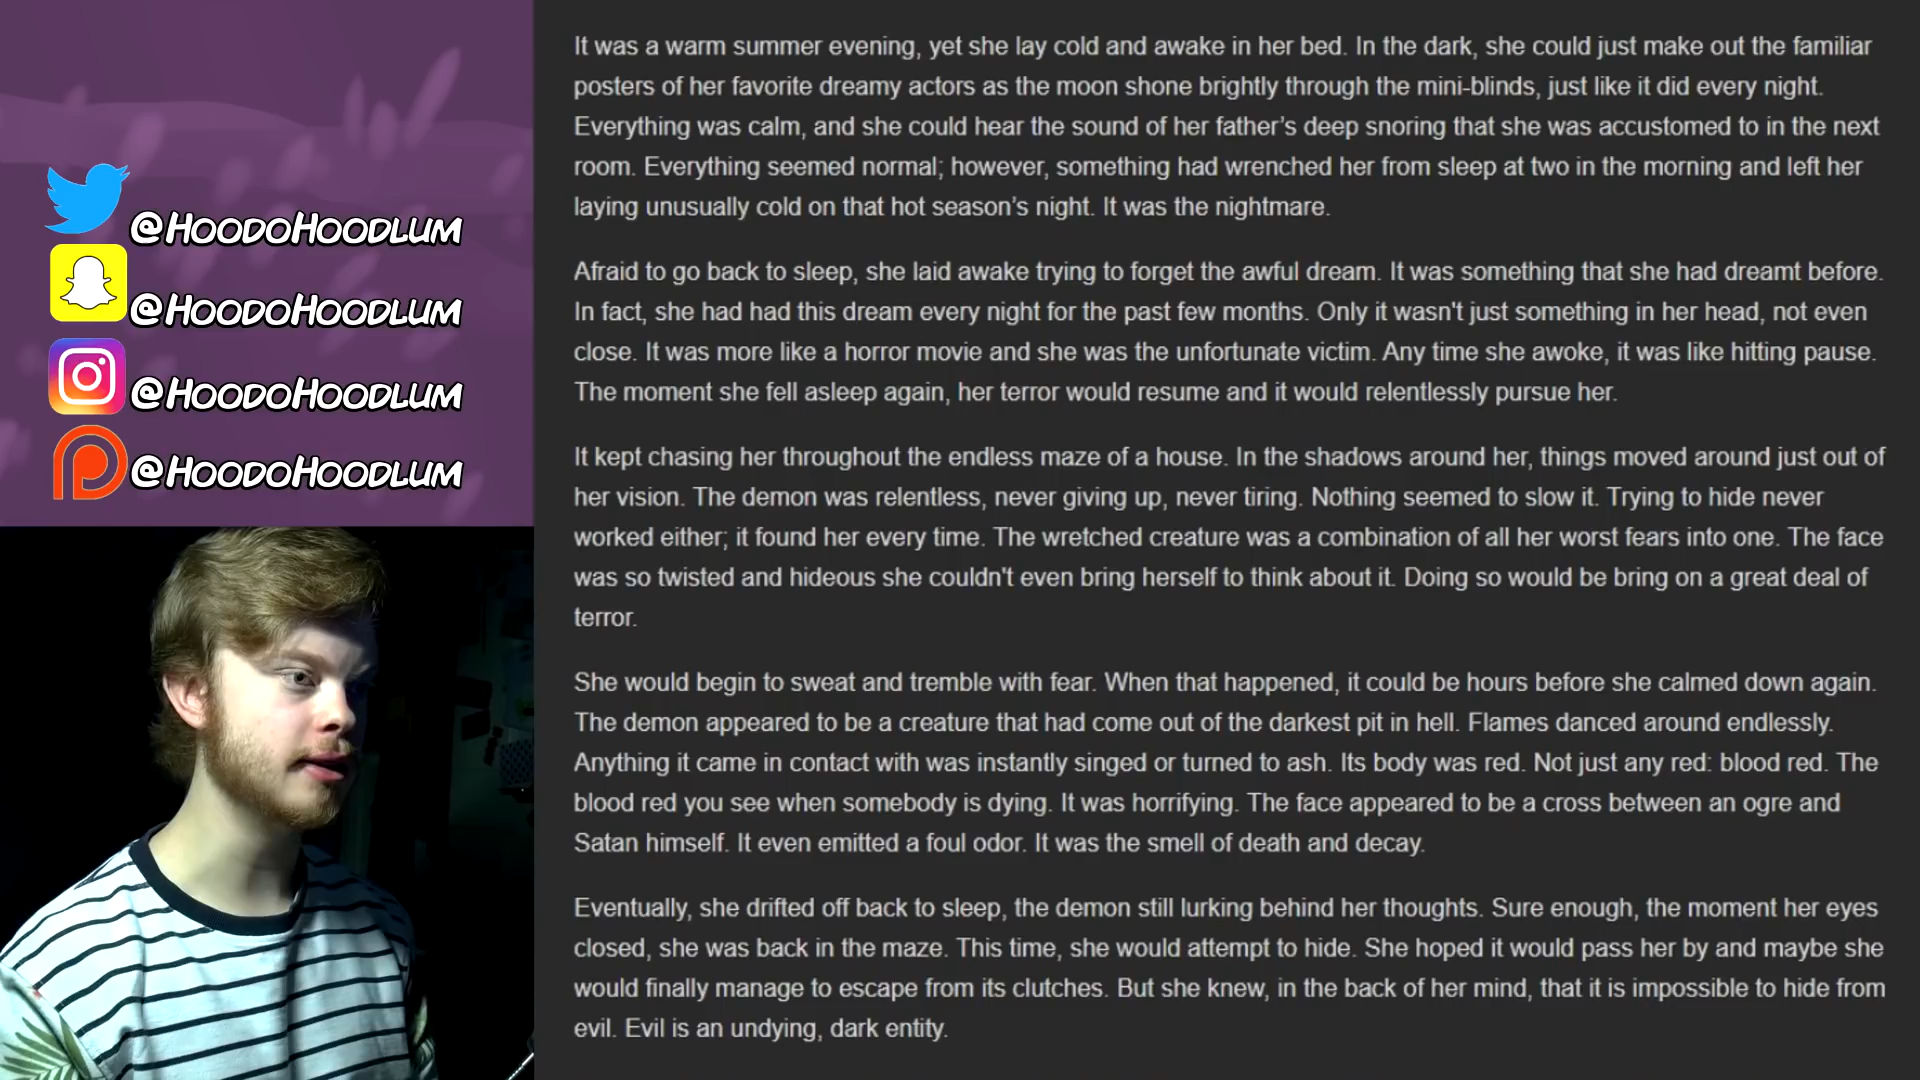 @HoodoHoodlum
@HoodoHoodlum
@HoodoHoodlum
@HoodoHoodlum
It was a warm summer evening, yet she lay cold and awake in her bed. In the dark, she could just make out the familiar
posters of her favorite dreamy actors as the moon shone brightly through the mini-blinds, just like it did every night.
Everything was calm, and she could hear the sound of her father’s deep snoring that she was accustomed to in the next
room. Everything seemed normal; however, something had wrenched her from sleep at two in the morning and left her
laying unusually cold on that hot season’s night. It was the nightmare.
Afraid to go back to sleep, she laid awake trying to forget the awful dream. It was something that she had dreamt before.
In fact, she had had this dream every night for the past few months. Only it wasn't just something in her head, not even
close. It was more like a horror movie and she was the unfortunate victim. Any time she awoke, it was like hitting pause.
The moment she fell asleep again, her terror would resume and it would relentlessly pursue her.
It kept chasing her throughout the endless maze of a house. In the shadows around her, things moved around just out of
her vision. The demon was relentless, never giving up, never tiring. Nothing seemed to slow it. Trying to hide never
worked either; it found her every time. The wretched creature was a combination of all her worst fears into one. The face
was so twisted and hideous she couldn't even bring herself to think about it. Doing so would be bring on a great deal of
terror.
She would begin to sweat and tremble with fear. When that happened, it could be hours before she calmed down again.
The demon appeared to be a creature that had come out of the darkest pit in hell. Flames danced around endlessly.
Anything it came in contact with was instantly singed or turned to ash. Its body was red. Not just any red: blood red. The
blood red you see when somebody is dying. It was horrifying. The face appeared to be a cross between an ogre and
Satan himself. It even emitted a foul odor. It was the smell of death and decay.
Eventually, she drifted off back to sleep, the demon still lurking behind her thoughts. Sure enough, the moment her eyes
closed, she was back in the maze. This time, she would attempt to hide. She hoped it would pass her by and maybe she
would finally manage to escape from its clutches. But she knew, in the back of her mind, that it is impossible to hide from
evil. Evil is an undying, dark entity.